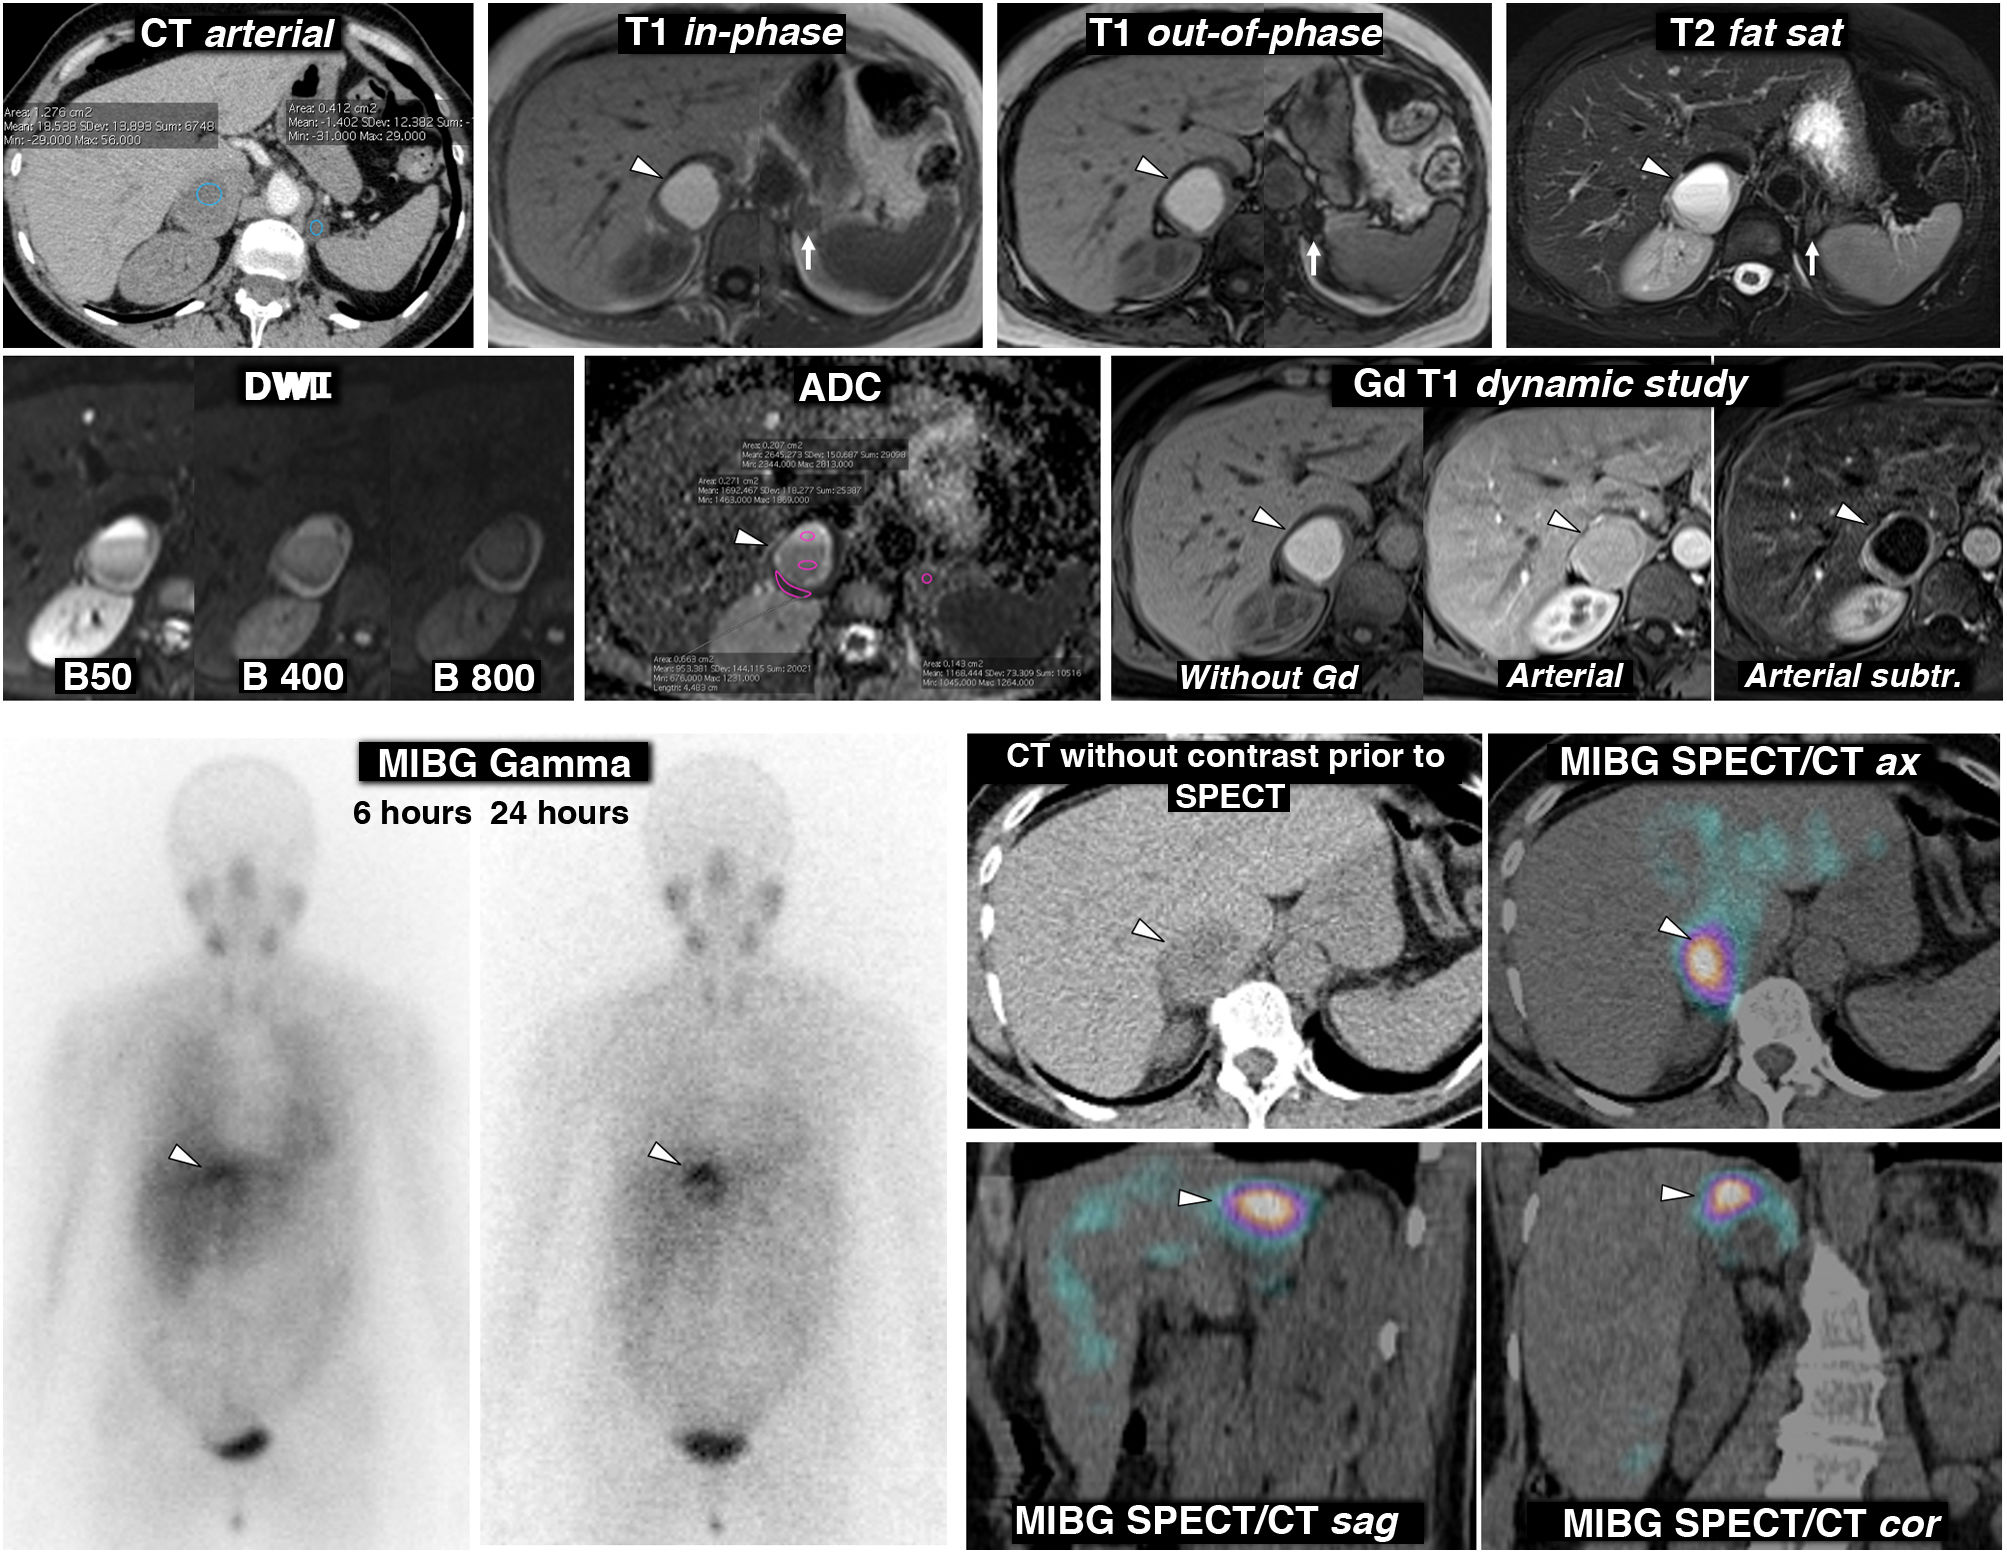 CT arterial
Area: 1.276 cm2
Mean: 18.538 SDev: 13.893 Sum: 6748
Min: -29.000 Max: 56.000
Area: 0.412 cm2
Mean: -1.402 SDev: 12.382 Sum: -
Min: -31.000 Max: 29.000
T1 in-phase
T1 out-of-phase
T2 fat sat
DWI
B50
B 400
B 800
ADC
Area: 0.207 cm2
Mean: 2645.273 SDev: 150.687 Sum: 29098
Min: 2344.000 Max: 2813.000
Area: 0.271 cm2
Mean: 1692.467 SDev: 118.277 Sum: 25387
Min: 1463.000 Max: 1869.000
Area: 0.663 cm2
Mean: 953.381 SDev: 144.115 Sum: 20021
Min: 676.000 Max: 1231.000
Length: 4.483 cm
Area: 0.143 cm2
Mean: 1168.444 SDev: 73.309 Sum: 10516
Min: 1045.000 Max: 1264.000
Gd T1 dynamic study
Without Gd
Arterial
Arterial subtr.
MIBG Gamma
6 hours 24 hours
CT without contrast prior to
SPECT
MIBG SPECT/CT ax
MIBG SPECT/CT sag
MIBG SPECT/CT cor